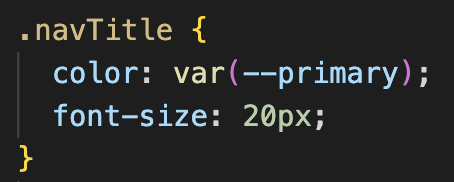 .navTitle {
  color: var(--primary);
  font-size: 20px;
}